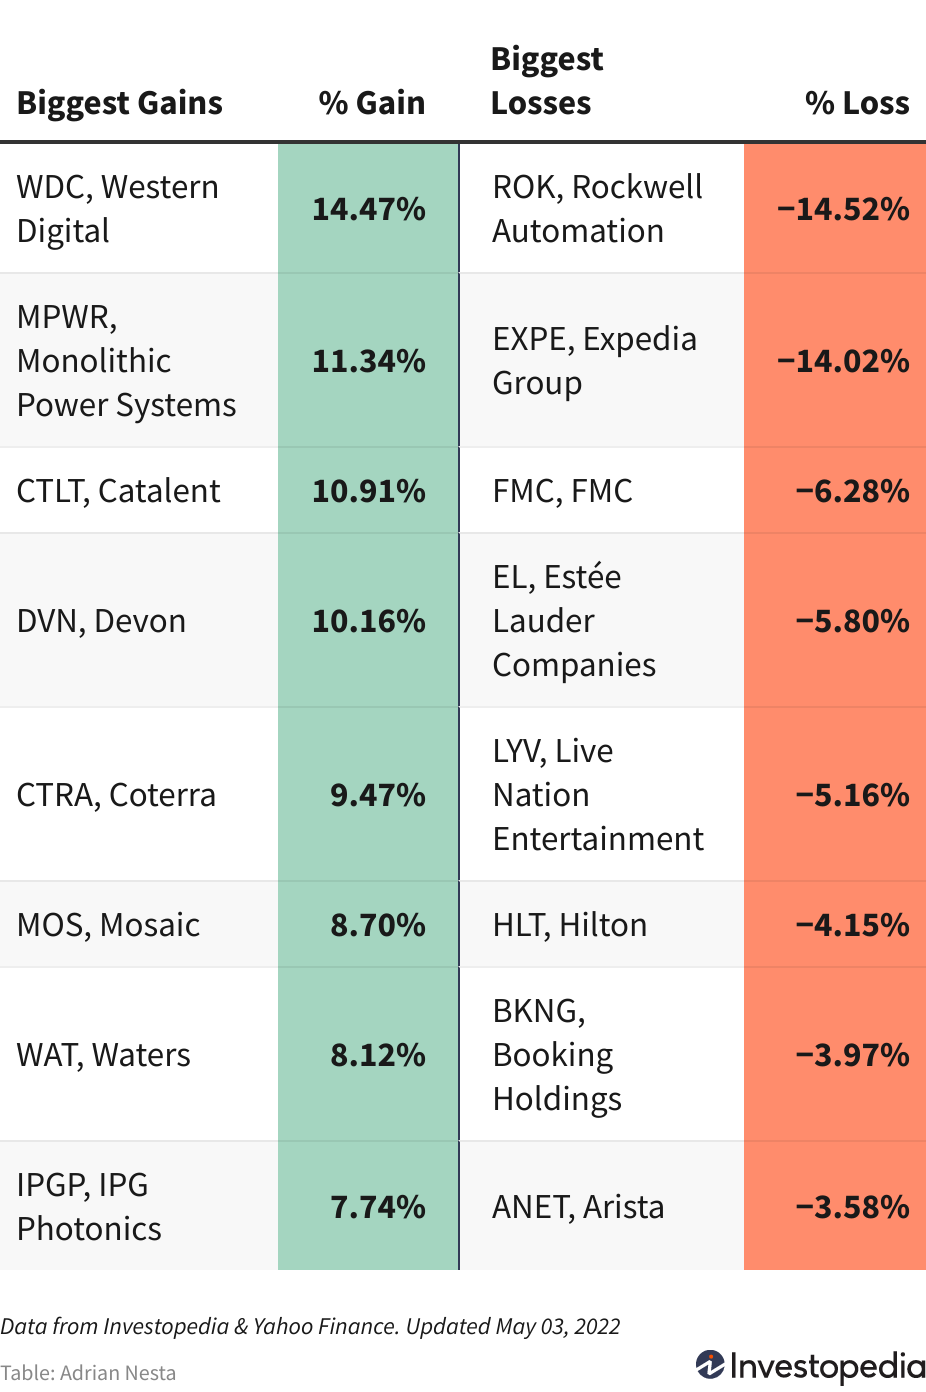 Biggest Gains
% Gain
Biggest
Losses
% Loss
WDC, Western
Digital
14.47%
ROK, Rockwell
Automation
−14.52%
MPWR,
Monolithic
Power Systems
11.34%
EXPE, Expedia
Group
−14.02%
CTLT, Catalent
10.91%
FMC, FMC
−6.28%
DVN, Devon
10.16%
EL, Estée
Lauder
Companies
−5.80%
CTRA, Coterra
9.47%
LYV, Live
Nation
Entertainment
−5.16%
MOS, Mosaic
8.70%
HLT, Hilton
−4.15%
WAT, Waters
8.12%
BKNG,
Booking
Holdings
−3.97%
IPGP, IPG
Photonics
7.74%
ANET, Arista
−3.58%
Data from Investopedia & Yahoo Finance. Updated May 03, 2022
Table: Adrian Nesta
Investopedia